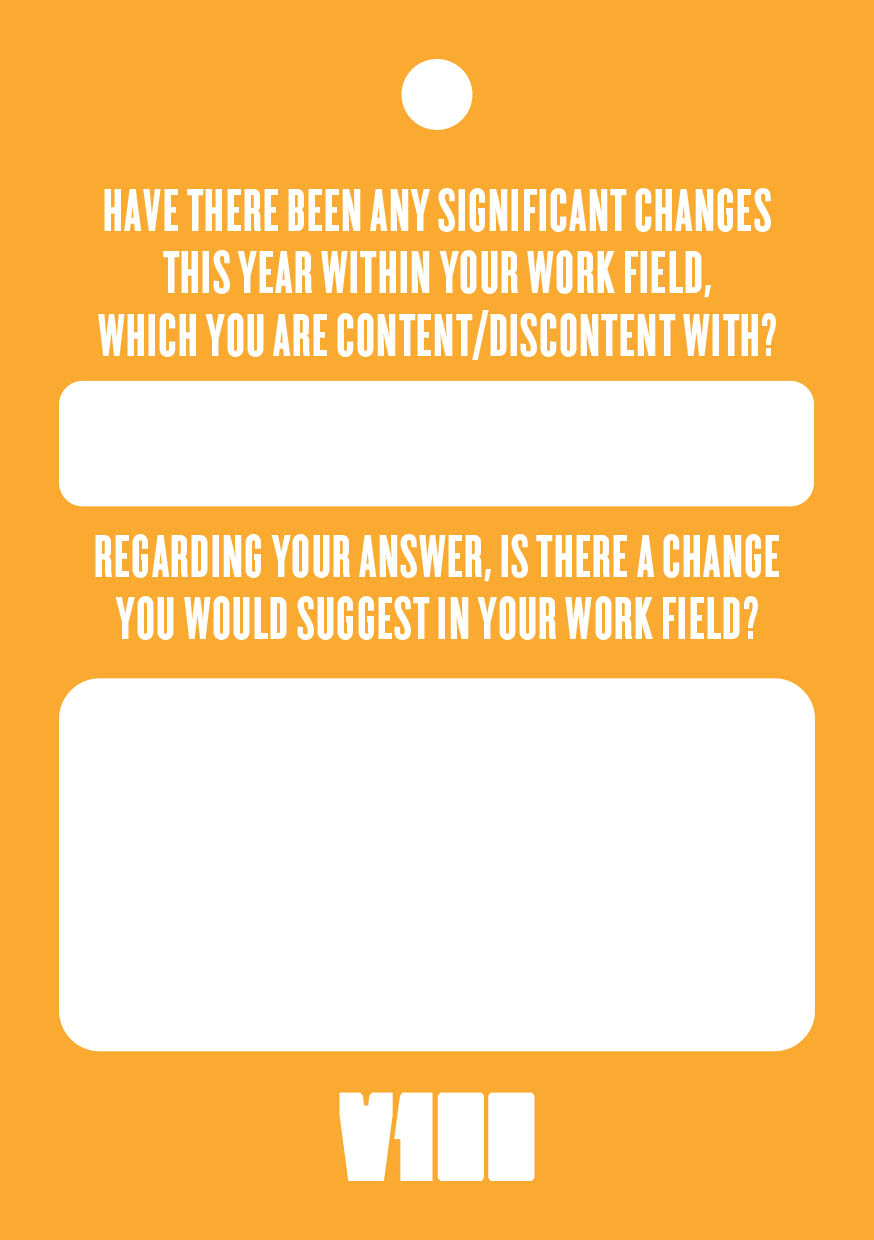 HAVE THERE BEEN ANY SIGNIFICANT CHANGES
THIS YEAR WITHIN YOUR WORK FIELD,
WHICH YOU ARE CONTENT/DISCONTENT WITH?
REGARDING YOUR ANSWER, IS THERE A CHANGE
YOU WOULD SUGGEST IN YOUR WORK FIELD?
V100